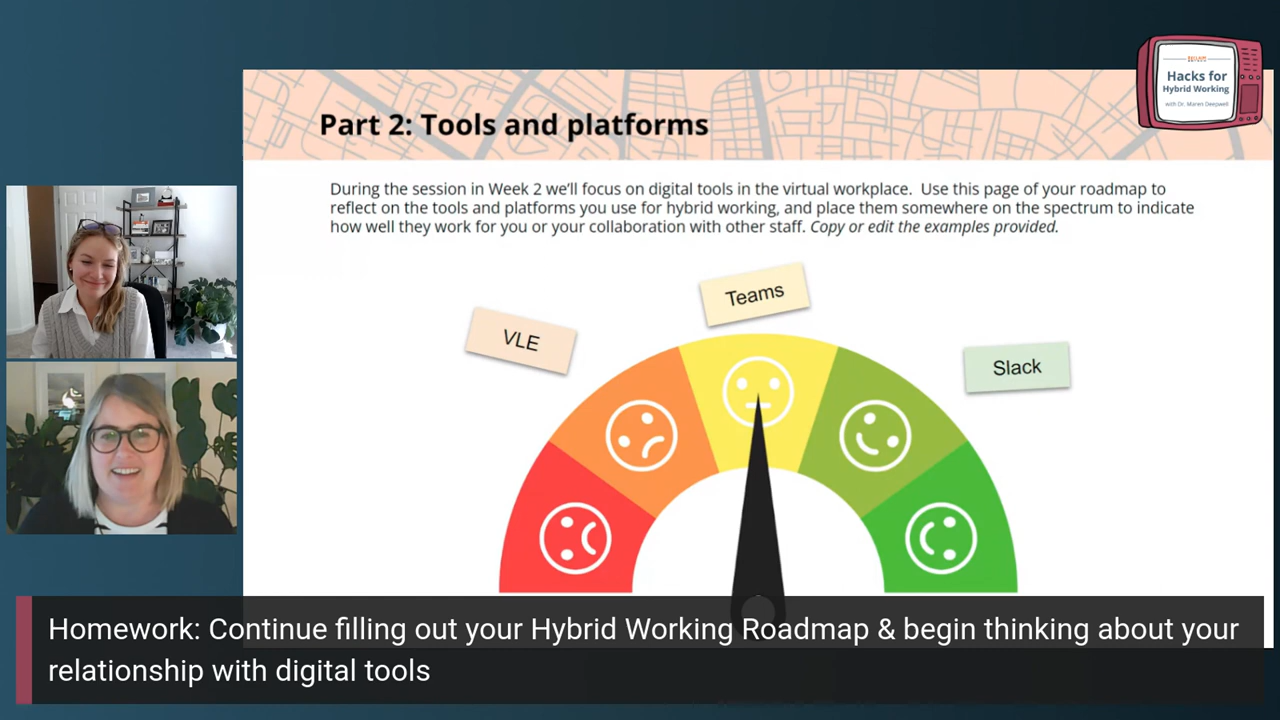 Hacks for
Hybrid Working
with Dr. Maren Deepwell
Part 2: Tools and platforms
During the session in Week 2 we'll focus on digital tools in the virtual workplace.  Use this page of your roadmap to
reflect on the tools and platforms you use for hybrid working, and place them somewhere on the spectrum to indicate
how well they work for you or your collaboration with other staff. Copy or edit the examples provided.
Teams
VLE
Slack
Homework: Continue filling out your Hybrid Working Roadmap & begin thinking about your
relationship with digital tools